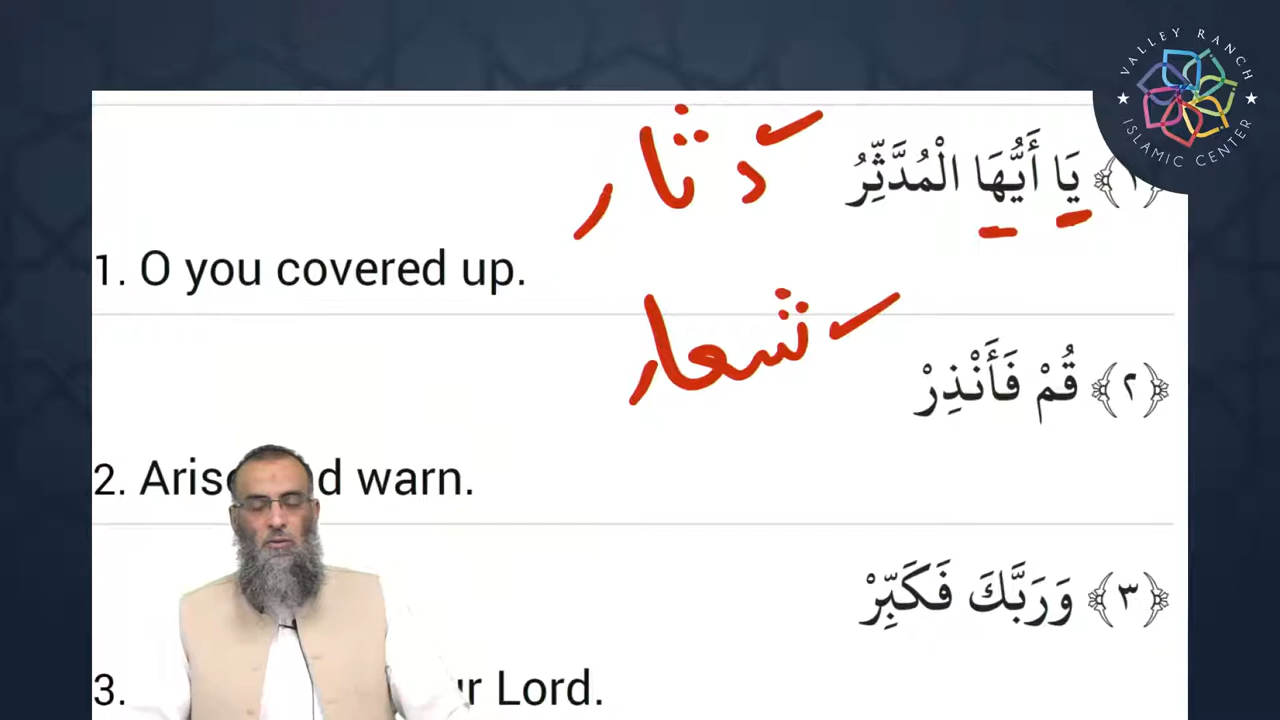 VALLEY RANCH
ISLAMIC CENTER
﴿١﴾ يَا أَيُّهَا الْمُدَّثِّرُ
دثار
1. O you covered up.
شعار
﴿٢﴾ قُمْ فَأَنْذِرْ
2. Aris d warn.
﴿٣﴾ وَرَبَّكَ فَكَبِّرْ
3. ur Lord.